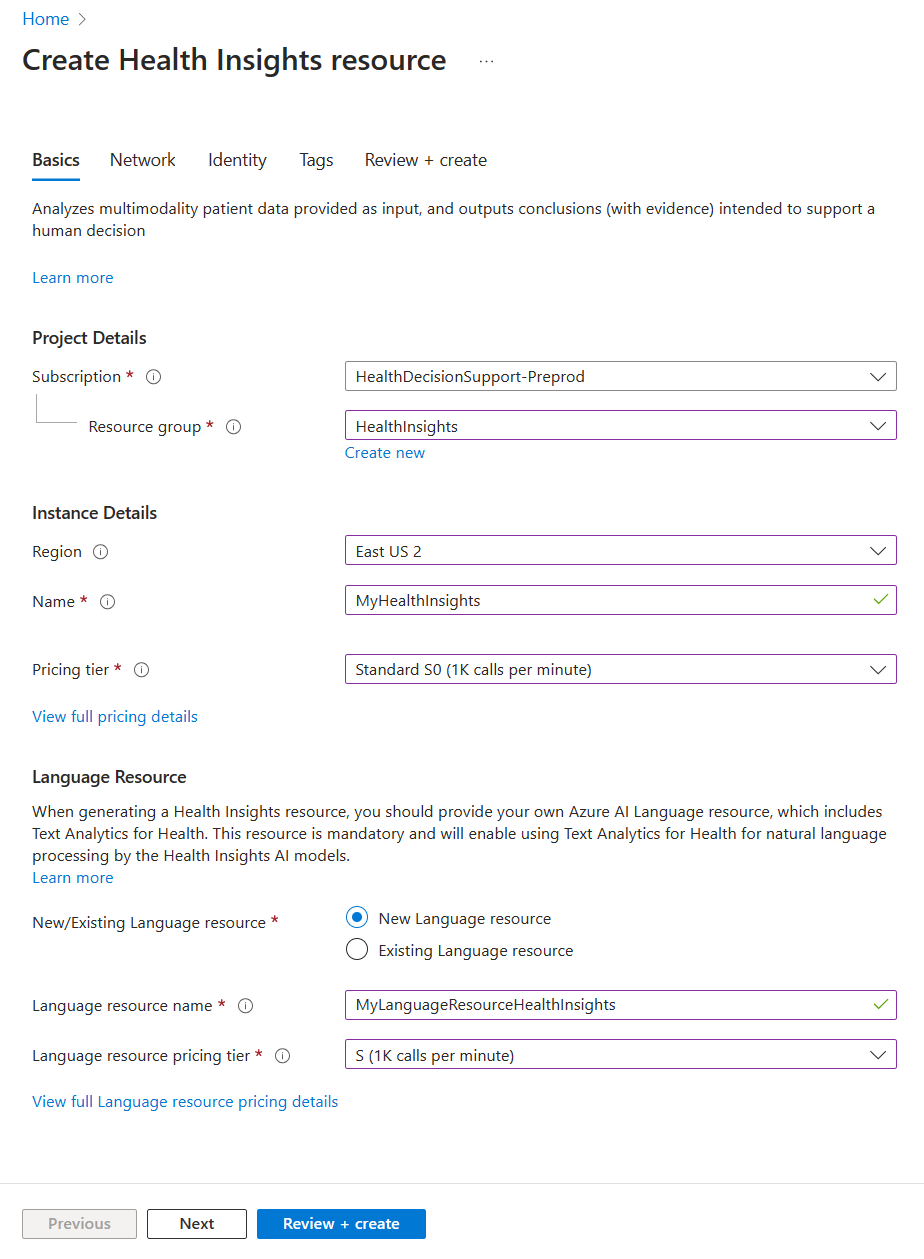 Home
Create Health Insights resource ...
Basics Network Identity Tags Review + create
Analyzes multimodality patient data provided as input, and outputs conclusions (with evidence) intended to support a
human decision
Learn more
Project Details
Subscription * HealthDecisionSupport-Preprod
Resource group * HealthInsights
Create new
Instance Details
Region East US 2
Name * MyHealthInsights
Pricing tier * Standard S0 (1K calls per minute)
View full pricing details
Language Resource
When generating a Health Insights resource, you should provide your own Azure AI Language resource, which includes
Text Analytics for Health. This resource is mandatory and will enable using Text Analytics for Health for natural language
processing by the Health Insights AI models.
Learn more
New/Existing Language resource * New Language resource
Existing Language resource
Language resource name * MyLanguageResourceHealthInsights
Language resource pricing tier * S (1K calls per minute)
View full Language resource pricing details
Previous Next Review + create